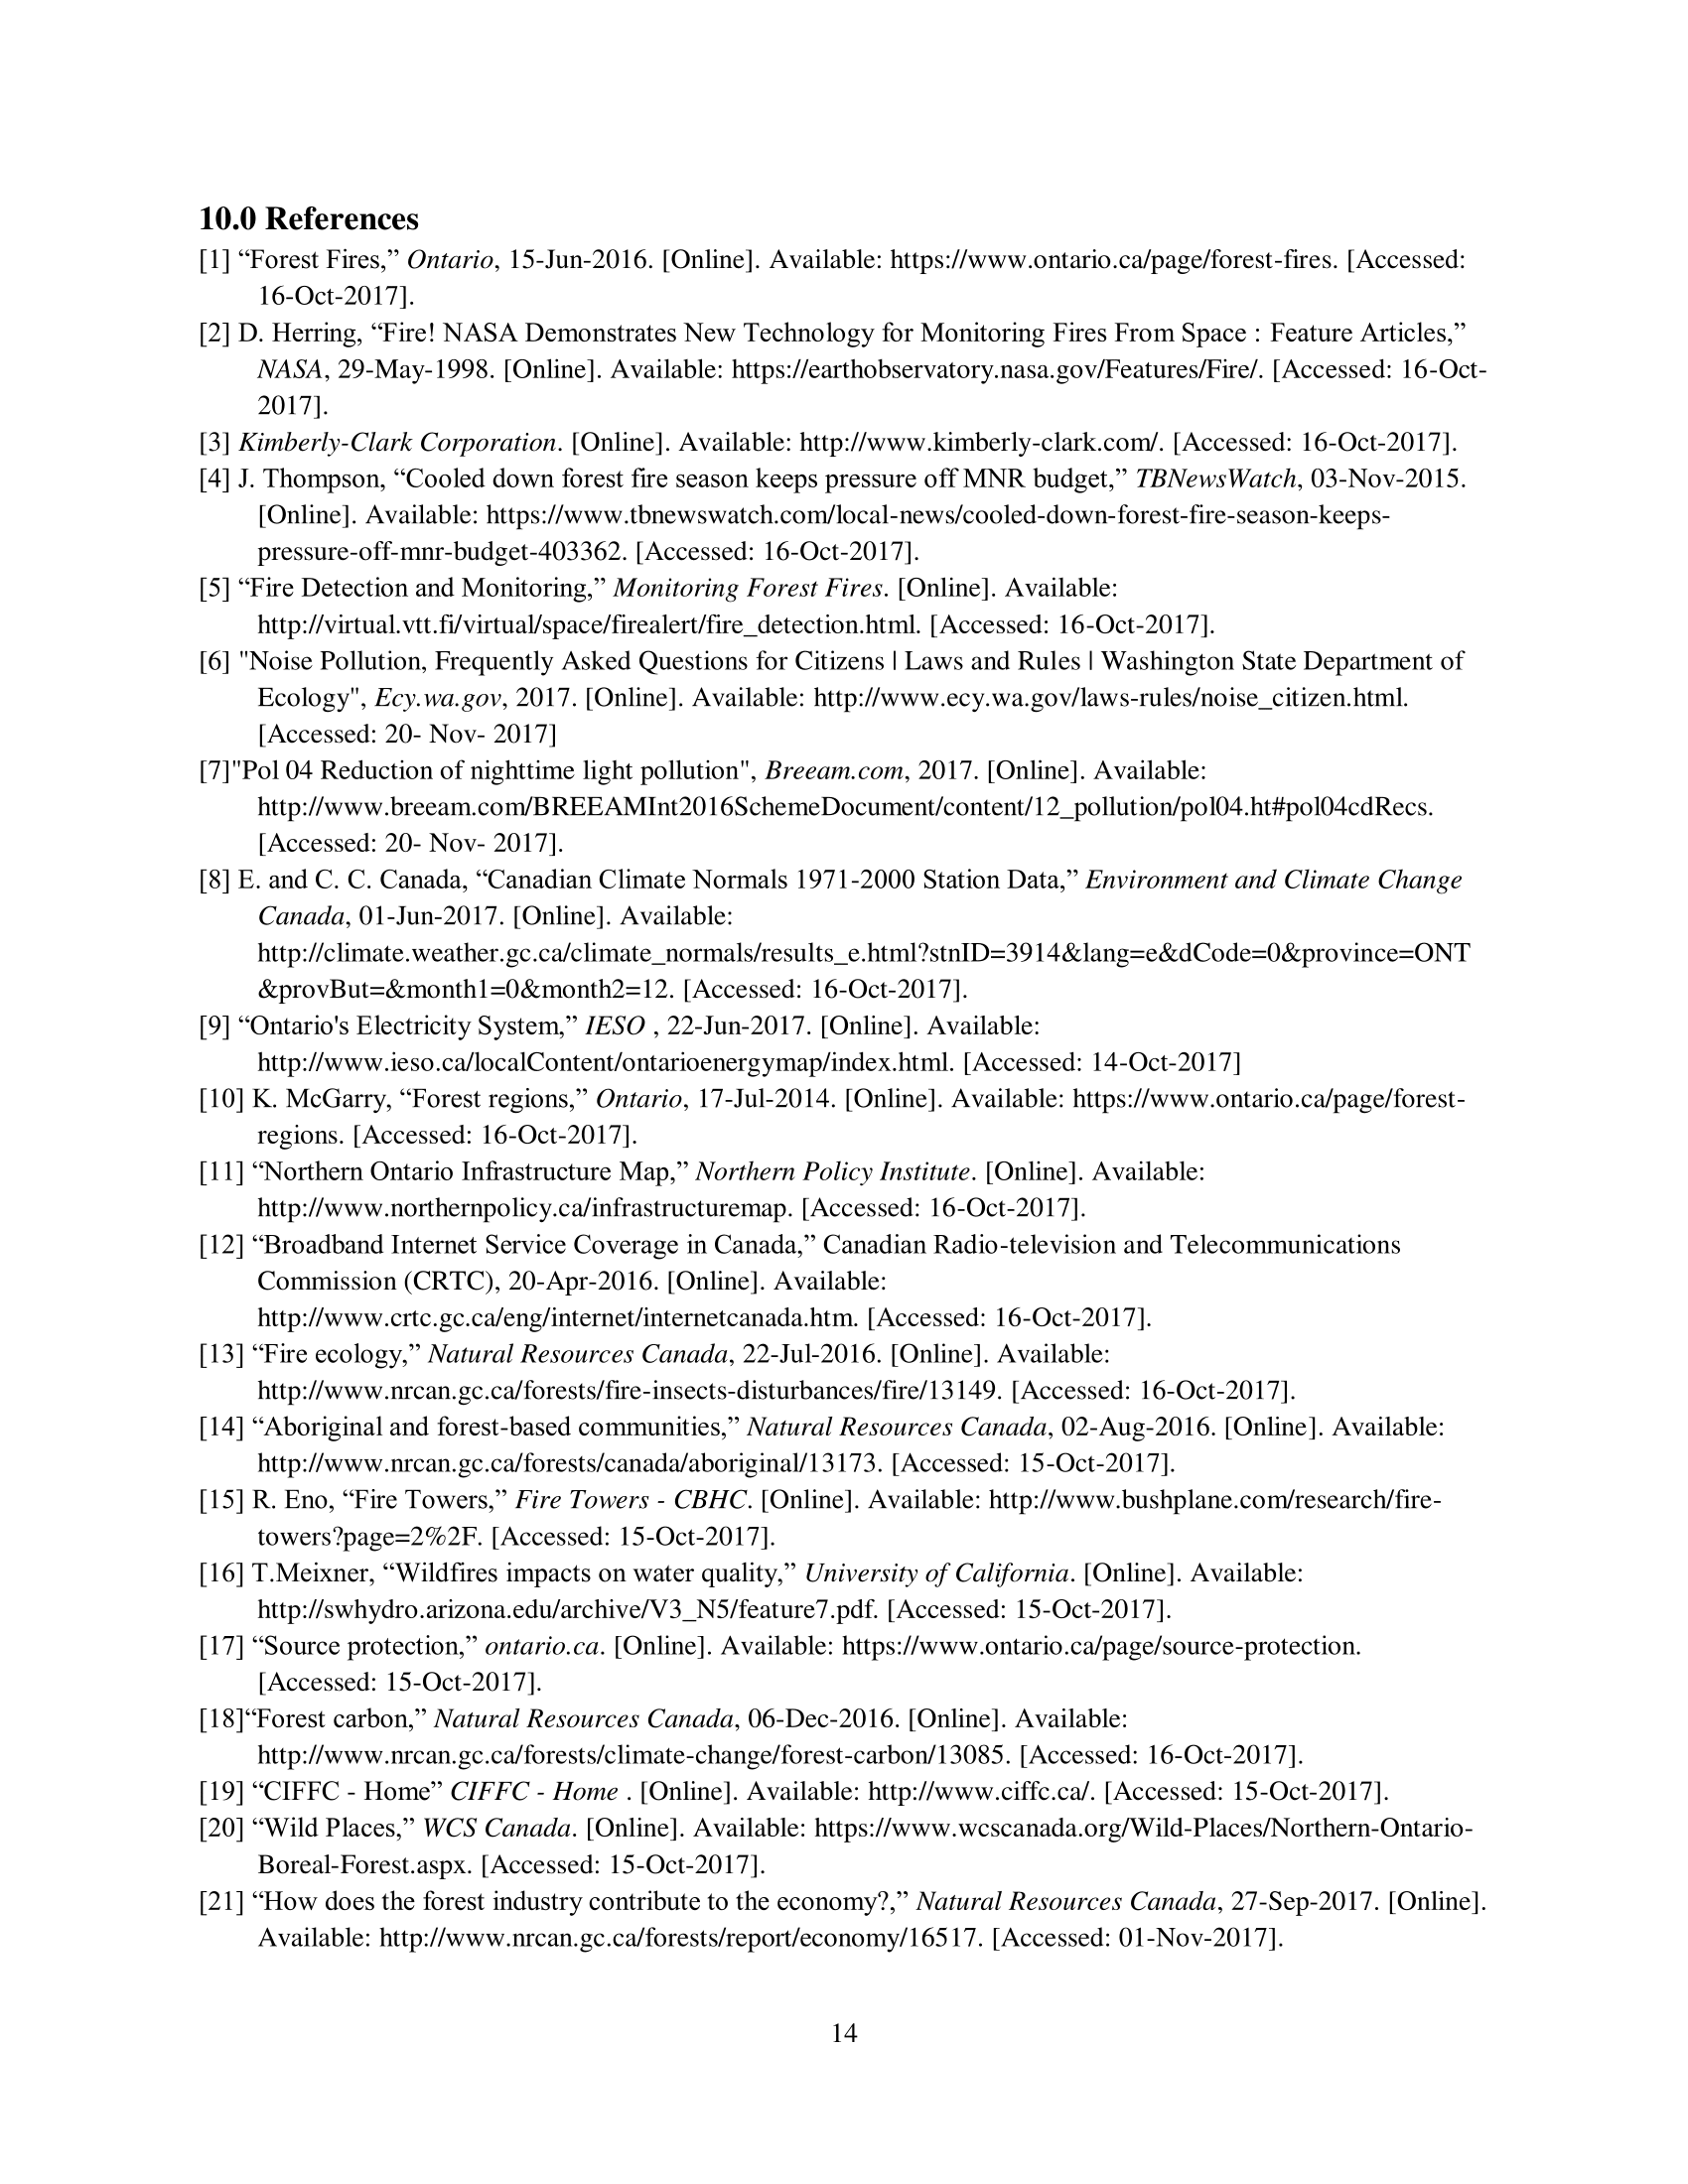 10.0 References
[1] “Forest Fires,” Ontario, 15-Jun-2016. [Online]. Available: https://www.ontario.ca/page/forest-fires. [Accessed:
16-Oct-2017].
[2] D. Herring, “Fire! NASA Demonstrates New Technology for Monitoring Fires From Space : Feature Articles,”
NASA, 29-May-1998. [Online]. Available: https://earthobservatory.nasa.gov/Features/Fire/. [Accessed: 16-Oct-
2017].
[3] Kimberly-Clark Corporation. [Online]. Available: http://www.kimberly-clark.com/. [Accessed: 16-Oct-2017].
[4] J. Thompson, “Cooled down forest fire season keeps pressure off MNR budget,” TBNewsWatch, 03-Nov-2015.
[Online]. Available: https://www.tbnewswatch.com/local-news/cooled-down-forest-fire-season-keeps-
pressure-off-mnr-budget-403362. [Accessed: 16-Oct-2017].
[5] “Fire Detection and Monitoring,” Monitoring Forest Fires. [Online]. Available:
http://virtual.vtt.fi/virtual/space/firealert/fire_detection.html. [Accessed: 16-Oct-2017].
[6] "Noise Pollution, Frequently Asked Questions for Citizens | Laws and Rules | Washington State Department of
Ecology", Ecy.wa.gov, 2017. [Online]. Available: http://www.ecy.wa.gov/laws-rules/noise_citizen.html.
[Accessed: 20- Nov- 2017]
[7]"Pol 04 Reduction of nighttime light pollution", Breeam.com, 2017. [Online]. Available:
http://www.breeam.com/BREEAMInt2016SchemeDocument/content/12_pollution/pol04.ht#pol04cdRecs.
[Accessed: 20- Nov- 2017].
[8] E. and C. C. Canada, “Canadian Climate Normals 1971-2000 Station Data,” Environment and Climate Change
Canada, 01-Jun-2017. [Online]. Available:
http://climate.weather.gc.ca/climate_normals/results_e.html?stnID=3914&lang=e&dCode=0&province=ONT
&provBut=&month1=0&month2=12. [Accessed: 16-Oct-2017].
[9] “Ontario's Electricity System,” IESO , 22-Jun-2017. [Online]. Available:
http://www.ieso.ca/localContent/ontarioenergymap/index.html. [Accessed: 14-Oct-2017]
[10] K. McGarry, “Forest regions,” Ontario, 17-Jul-2014. [Online]. Available: https://www.ontario.ca/page/forest-
regions. [Accessed: 16-Oct-2017].
[11] “Northern Ontario Infrastructure Map,” Northern Policy Institute. [Online]. Available:
http://www.northernpolicy.ca/infrastructuremap. [Accessed: 16-Oct-2017].
[12] “Broadband Internet Service Coverage in Canada,” Canadian Radio-television and Telecommunications
Commission (CRTC), 20-Apr-2016. [Online]. Available:
http://www.crtc.gc.ca/eng/internet/internetcanada.htm. [Accessed: 16-Oct-2017].
[13] “Fire ecology,” Natural Resources Canada, 22-Jul-2016. [Online]. Available:
http://www.nrcan.gc.ca/forests/fire-insects-disturbances/fire/13149. [Accessed: 16-Oct-2017].
[14] “Aboriginal and forest-based communities,” Natural Resources Canada, 02-Aug-2016. [Online]. Available:
http://www.nrcan.gc.ca/forests/canada/aboriginal/13173. [Accessed: 15-Oct-2017].
[15] R. Eno, “Fire Towers,” Fire Towers - CBHC. [Online]. Available: http://www.bushplane.com/research/fire-
towers?page=2%2F. [Accessed: 15-Oct-2017].
[16] T.Meixner, “Wildfires impacts on water quality,” University of California. [Online]. Available:
http://swhydro.arizona.edu/archive/V3_N5/feature7.pdf. [Accessed: 15-Oct-2017].
[17] “Source protection,” ontario.ca. [Online]. Available: https://www.ontario.ca/page/source-protection.
[Accessed: 15-Oct-2017].
[18]“Forest carbon,” Natural Resources Canada, 06-Dec-2016. [Online]. Available:
http://www.nrcan.gc.ca/forests/climate-change/forest-carbon/13085. [Accessed: 16-Oct-2017].
[19] “CIFFC - Home” CIFFC - Home . [Online]. Available: http://www.ciffc.ca/. [Accessed: 15-Oct-2017].
[20] “Wild Places,” WCS Canada. [Online]. Available: https://www.wcscanada.org/Wild-Places/Northern-Ontario-
Boreal-Forest.aspx. [Accessed: 15-Oct-2017].
[21] “How does the forest industry contribute to the economy?,” Natural Resources Canada, 27-Sep-2017. [Online].
Available: http://www.nrcan.gc.ca/forests/report/economy/16517. [Accessed: 01-Nov-2017].
14